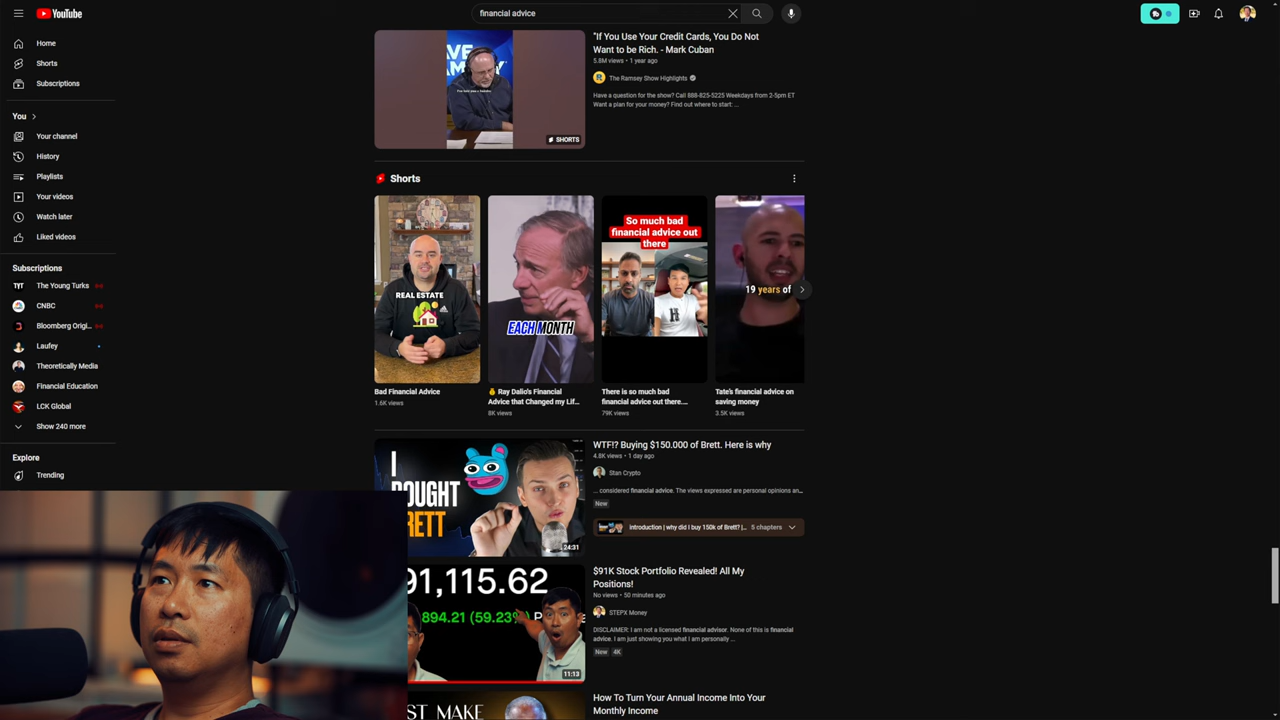 YouTube
financial advice
Home
Shorts
Subscriptions
You
Your channel
History
Playlists
Your videos
Watch later
Liked videos
Subscriptions
TYT The Young Turks
CNBC
Bloomberg Origi...
Laufey
Theoretically Media
Financial Education
LCK Global
Show 240 more
Explore
Trending
"If You Use Your Credit Cards, You Do Not
Want to be Rich. - Mark Cuban
5.8M views • 1 year ago
The Ramsey Show Highlights
Have a question for the show? Call 888-825-5225 Weekdays from 2-5pm ET
Want a plan for your money? Find out where to start: ...
SHORTS
Shorts
REAL ESTATE
EACH MONTH
So much bad
financial advice out
there
H
19 years of
Bad Financial Advice
1.6K views
💰 Ray Dalio's Financial
Advice that Changed my Lif...
8K views
There is so much bad
financial advice out there....
79K views
Tate's financial advice on
saving money
3.5K views
I
OUGHT
RETT
24:31
WTF!? Buying $150.000 of Brett. Here is why
4.8K views • 1 day ago
Stan Crypto
... considered financial advice. The views expressed are personal opinions an...
New
introduction | why did I buy 150k of Brett? |...
5 chapters
91,115.62
894.21 (59.23%)
11:13
$91K Stock Portfolio Revealed! All My
Positions!
No views • 50 minutes ago
STEPX Money
DISCLAIMER: I am not a licensed financial advisor. None of this is financial
advice. I am just showing you what I am personally ...
New 4K
ST MAKE
How To Turn Your Annual Income Into Your
Monthly Income